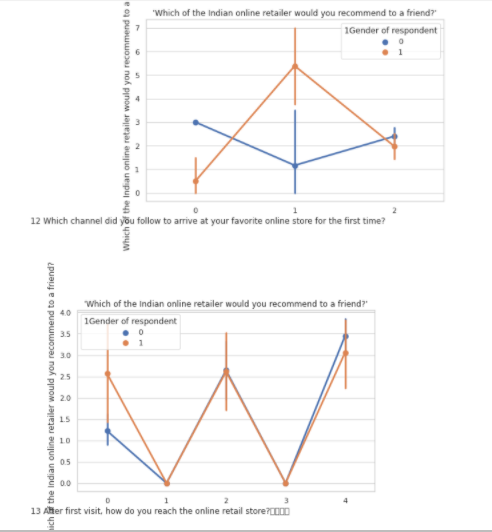 'Which of the Indian online retailer would you recommend to a friend?'
Which of the Indian online retailer would you recommend to a
7
6
5
4
3
2
1
0
1Gender of respondent
0
1
0 1 2
12 Which channel did you follow to arrive at your favorite online store for the first time?
'Which of the Indian online retailer would you recommend to a friend?'
ich of the Indian online retailer would you recommend to a friend?
4.0
3.5
3.0
2.5
2.0
1.5
1.0
0.5
0.0
1Gender of respondent
0
1
0 1 2 3 4
13 After first visit, how do you reach the online retail store?